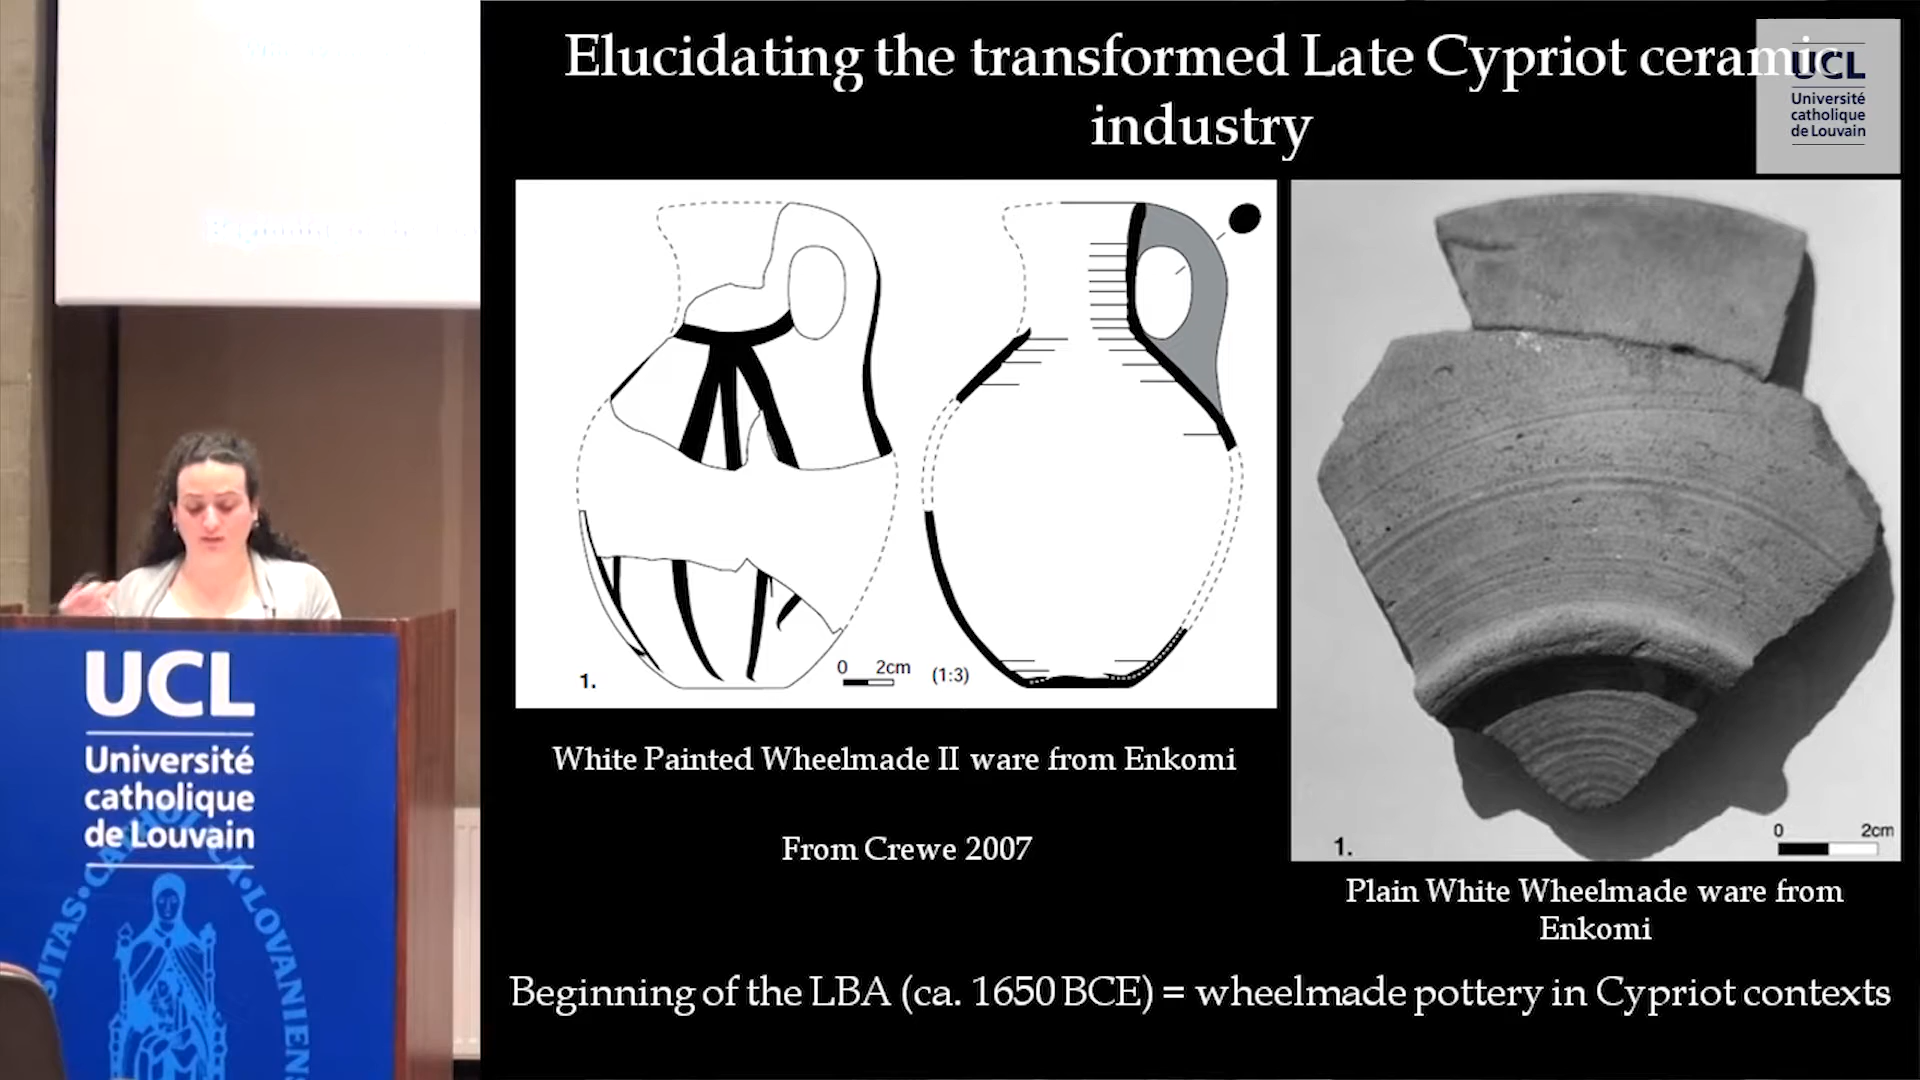 Elucidating the transformed Late Cypriot ceramic
industry
UCL
Université
catholique
de Louvain
1.
0 2cm
(1:3)
1.
0 2cm
White Painted Wheelmade II ware from Enkomi
From Crewe 2007
Plain White Wheelmade ware from
Enkomi
Beginning of the LBA (ca. 1650 BCE) = wheelmade pottery in Cypriot contexts
UCL
Université
catholique
de Louvain